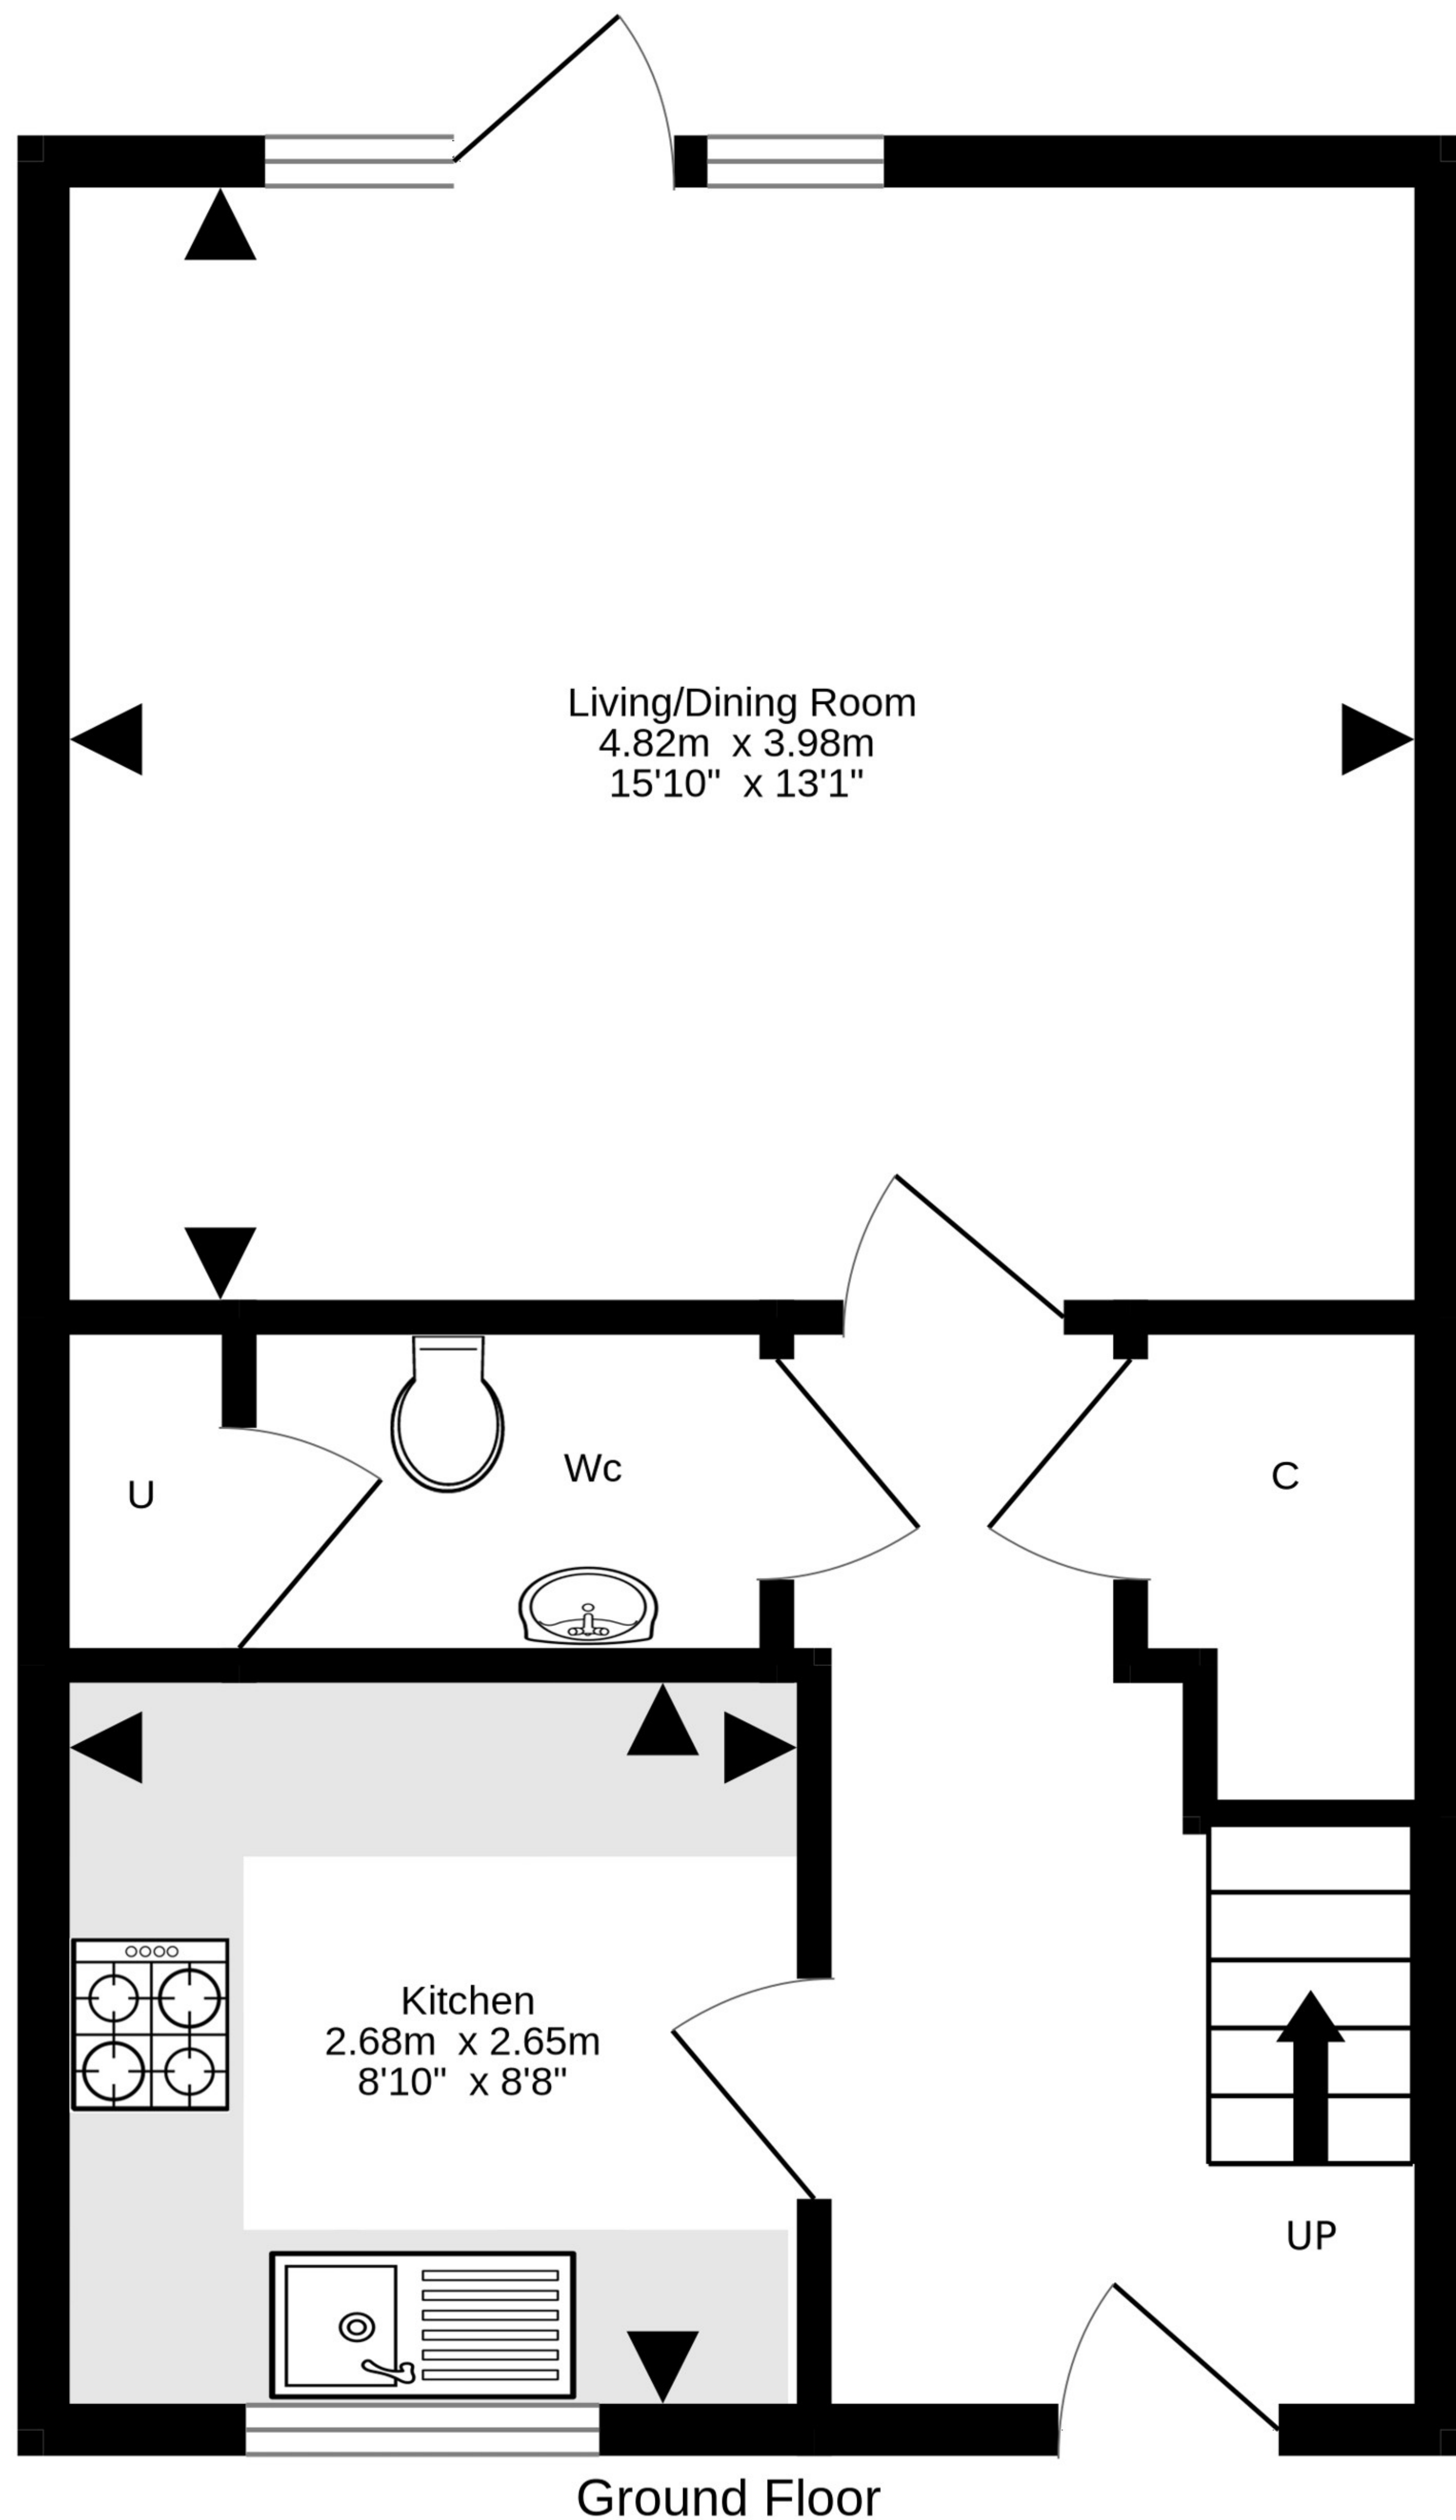 Living/Dining Room
4.82m x 3.98m
15'10" x 13'1"
Wc
U
C
Kitchen
2.68m x 2.65m
8'10" x 8'8"
UP
Ground Floor